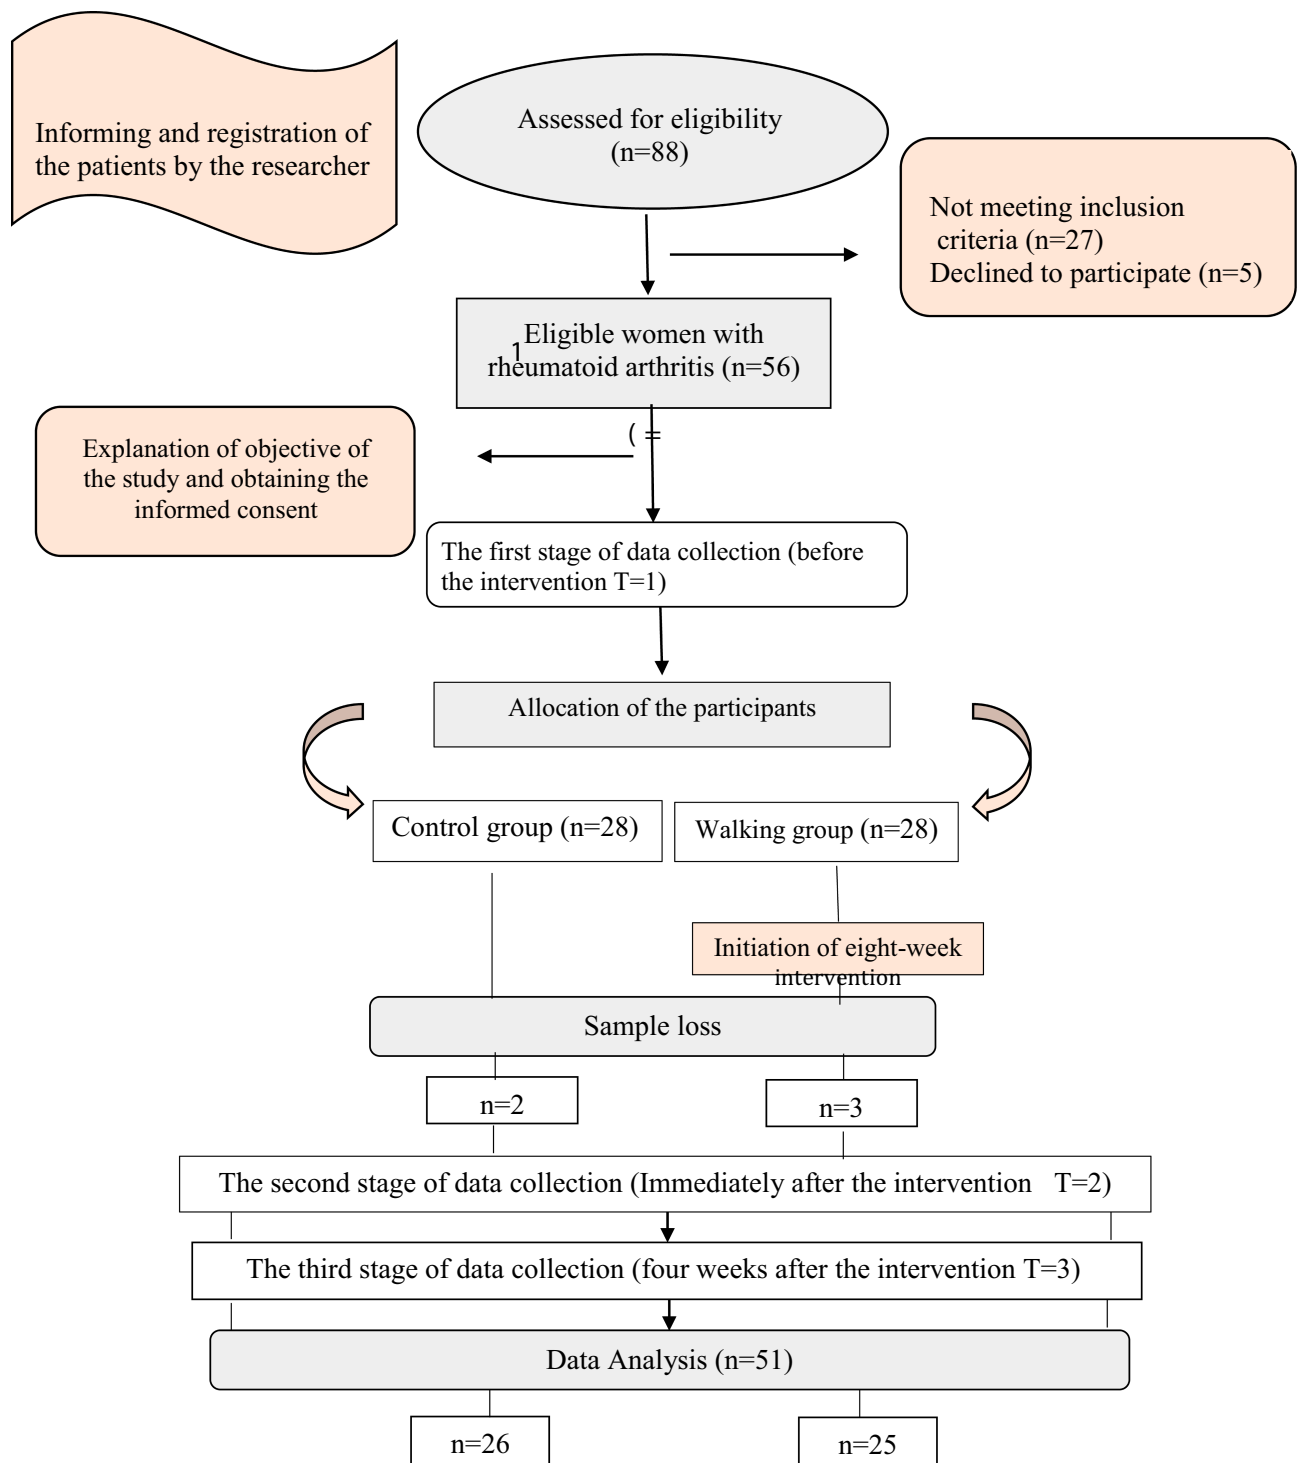 Informing and registration of
the patients by the researcher
Assessed for eligibility
(n=88)
Not meeting inclusion
criteria (n=27)
Declined to participate (n=5)
Eligible women with
1
rheumatoid arthritis (n=56)
( =
Explanation of objective of
the study and obtaining the
informed consent
The first stage of data collection (before
the intervention T=1)
Allocation of the participants
Control group (n=28)
Walking group (n=28)
Initiation of eight-week
intervention
Sample loss
n=2
n=3
The second stage of data collection (Immediately after the intervention T=2)
The third stage of data collection (four weeks after the intervention T=3)
Data Analysis (n=51)
n=26
n=25